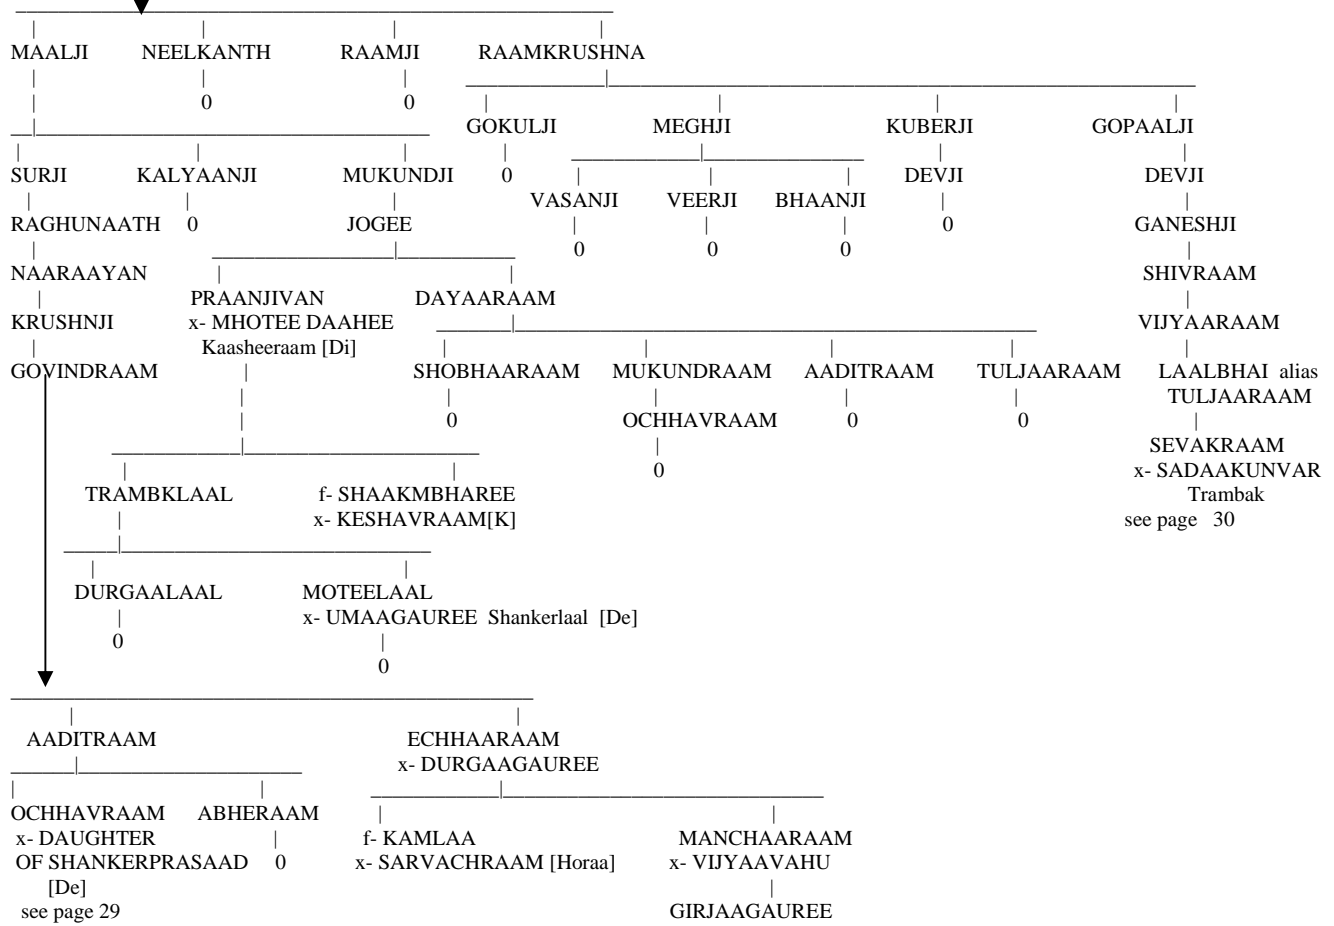 MAALJI NEELKANTH RAAMJI RAAMKRUSHNA
0 0
GOKULJI MEGHJI KUBERJI GOPAALJI
SURJI KALYAANJI MUKUNDJI 0 DEVJI DEVJI
VASANJI VEERJI BHAANJI
RAGHUNAATH 0 JOGEE 0 GANESHJI
0 0 0
NAARAAYAN SHIVRAAM
PRAANJIVAN DAYAARAAM
KRUSHNJI x- MHOTEE DAAHEE VIJYAARAAM
Kaasheeraam [Di]
GOVINDRAAM SHOBHAARAAM MUKUNDRAAM AADITRAAM TULJAARAAM LAALBHAI alias
TULJAARAAM
0 OCHHAVRAAM 0 0
SEVAKRAAM
0 x- SADAAKUNVAR
TRAMBKLAAL f- SHAAKMBHAREE Trambak
x- KESHAVRAAM[K] see page 30
DURGAALAAL MOTEELAAL
x- UMAAGAUREE Shankerlaal [De]
0
0
AADITRAAM ECHHAARAAM
x- DURGAAGAUREE
OCHHAVRAAM ABHERAAM
x- DAUGHTER f- KAMLAA MANCHAARAAM
OF SHANKERPRASAAD 0 x- SARVACHRAAM [Horaa] x- VIJYAAVAHU
[De]
see page 29 GIRJAAGAUREE